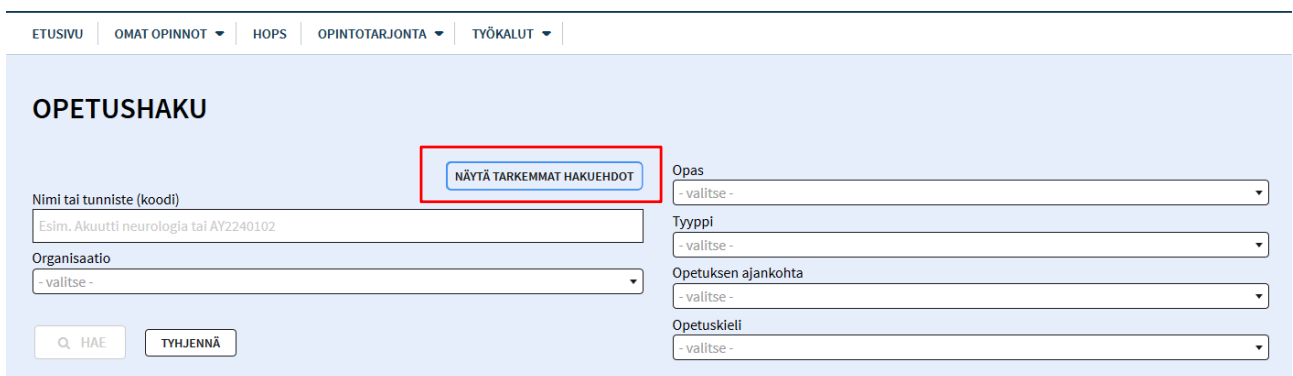 ETUSIVU OMAT OPINNOT HOPS OPINTOTARJONTA TYÖKALUT
OPETUSHAKU
NÄYTÄ TARKEMMAT HAKUEHDOT
Nimi tai tunniste (koodi)
Esim. Akuutti neurologia tai AY2240102
Organisaatio
- valitse -
HAE TYHJENNÄ
Opas
- valitse -
Tyyppi
- valitse -
Opetuksen ajankohta
- valitse -
Opetuskieli
- valitse -